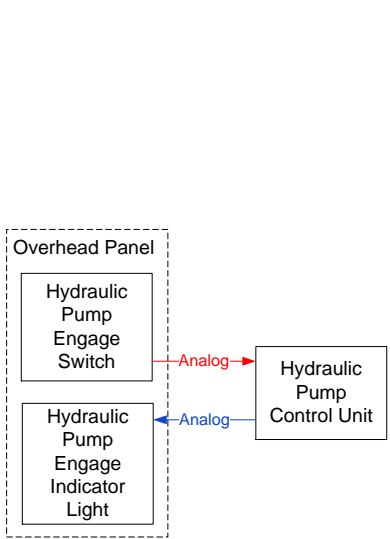 Overhead Panel
Hydraulic
Pump
Engage
Switch
Analog
Hydraulic
Pump
Control Unit
Hydraulic
Pump
Engage
Indicator
Light
Analog